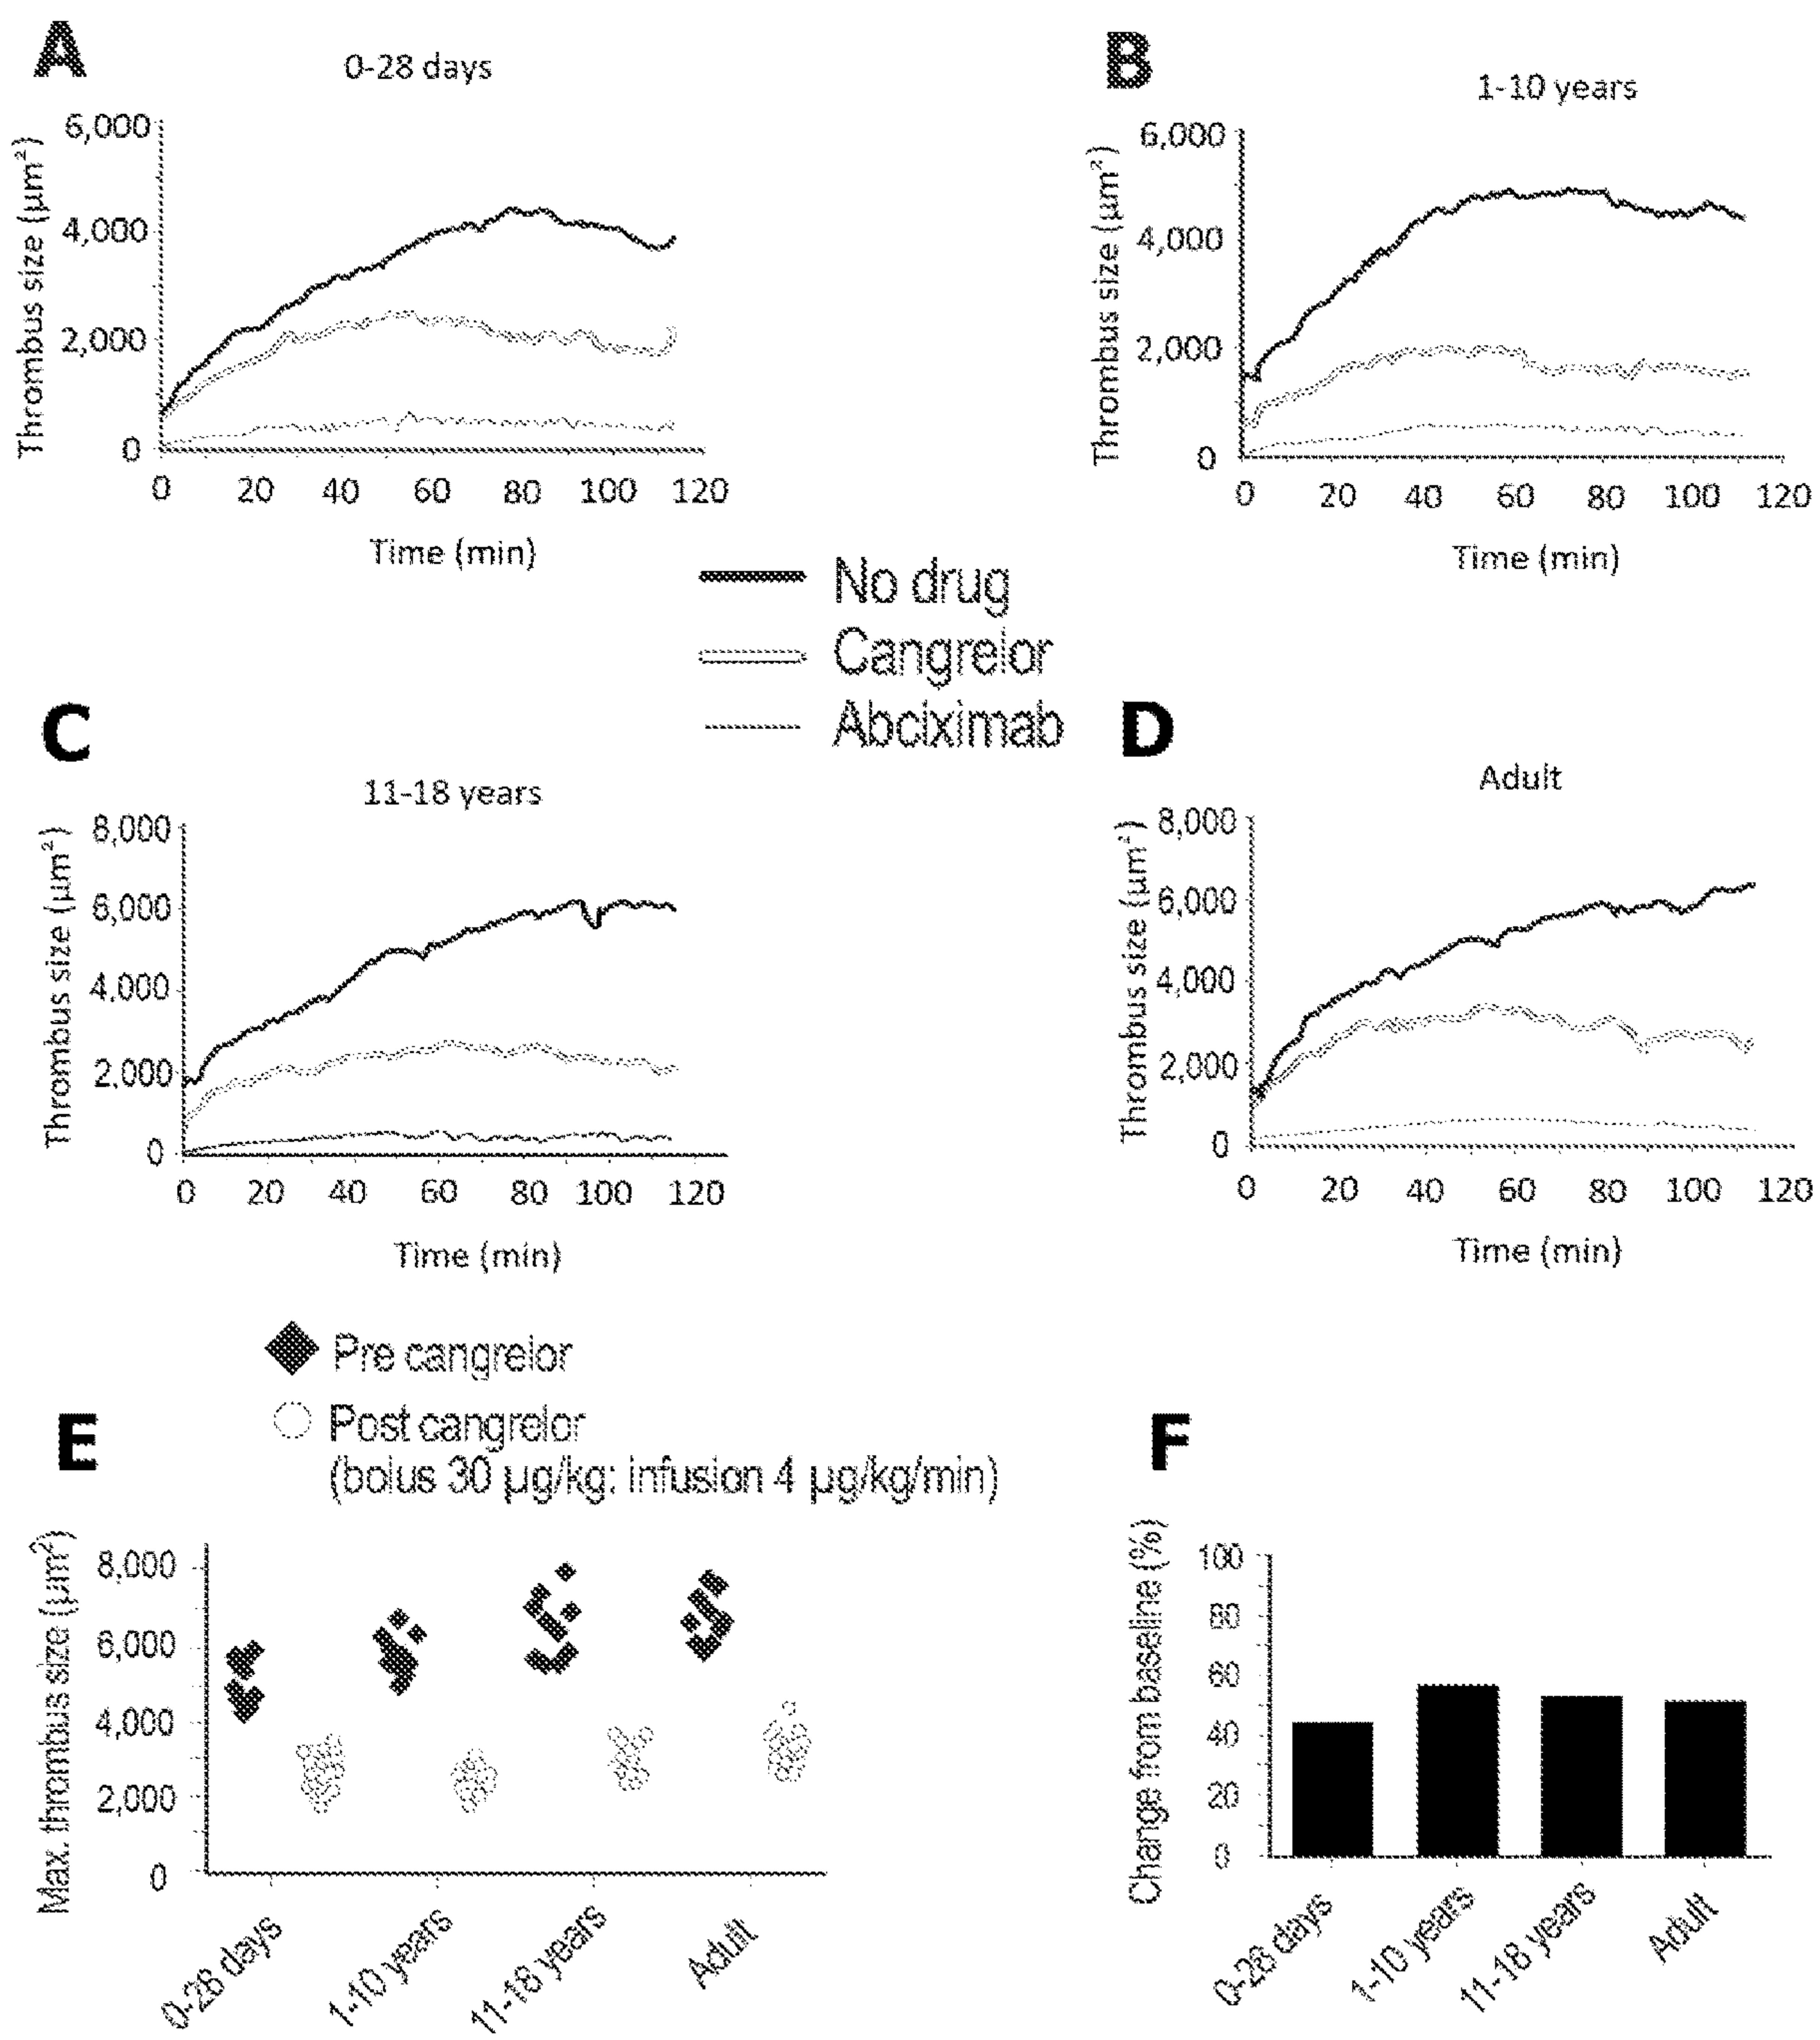 A
0-28 days
Thrombus size (µm²)
6,000
4,000
2,000
0
0 20 40 60 80 100 120
Time (min)
B
1-10 years
Thrombus size (µm²)
6,000
4,000
2,000
0
0 20 40 60 80 100 120
Time (min)
No drug
Cangrelor
Abciximab
C
11-18 years
Thrombus size (µm²)
8,000
6,000
4,000
2,000
0
0 20 40 60 80 100 120
Time (min)
D
Adult
Thrombus size (µm²)
8,000
6,000
4,000
2,000
0
0 20 40 60 80 100 120
Time (min)
Pre cangrelor
Post cangrelor
(bolus 30 µg/kg: infusion 4 µg/kg/min)
E
Max. thrombus size (µm²)
8,000
6,000
4,000
2,000
0
0-28 days
1-10 years
11-18 years
Adult
F
Change from baseline (%)
100
80
60
40
20
0
0-28 days
1-10 years
11-18 years
Adult